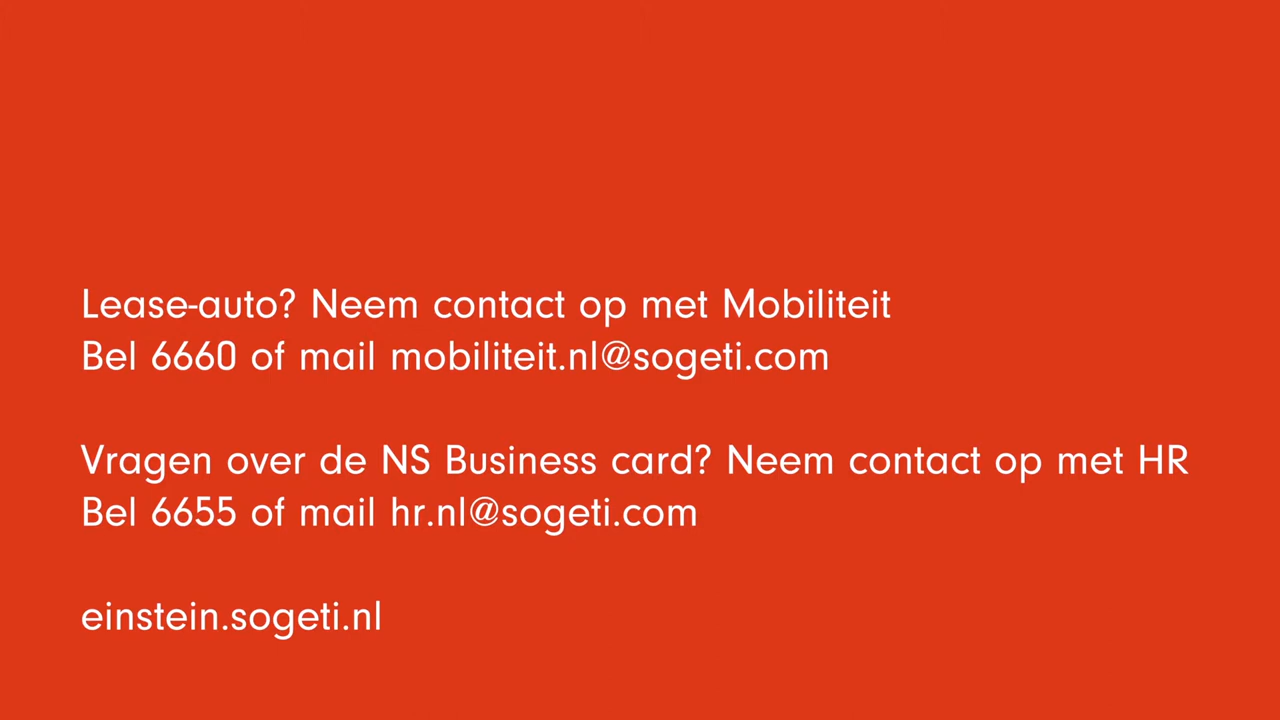 Lease-auto? Neem contact op met Mobiliteit
Bel 6660 of mail mobiliteit.nl@sogeti.com
Vragen over de NS Business card? Neem contact op met HR
Bel 6655 of mail hr.nl@sogeti.com
einstein.sogeti.nl